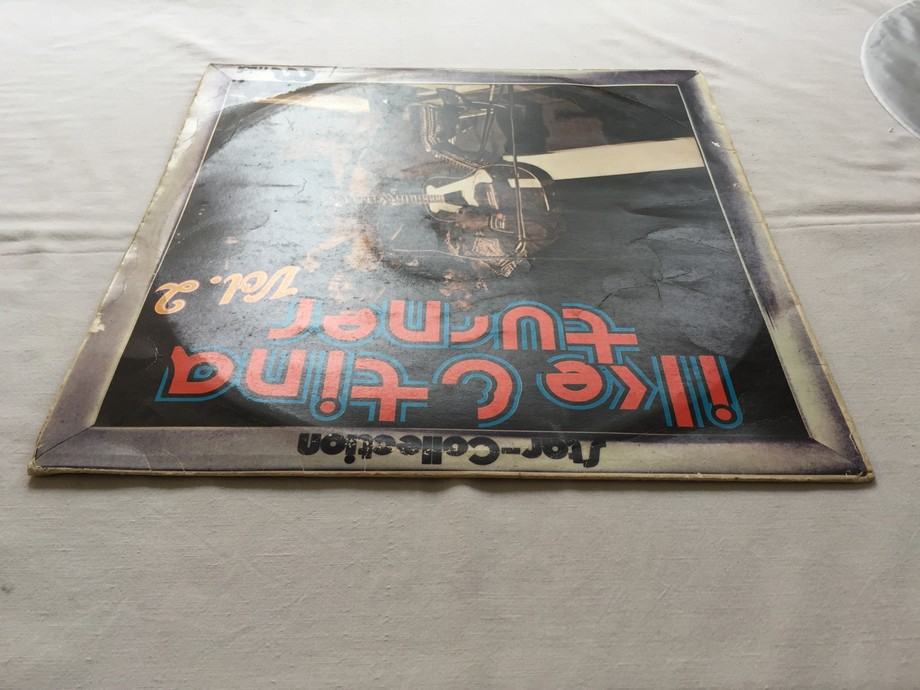 Star-Collection
ike & tina
turner
Vol. 2